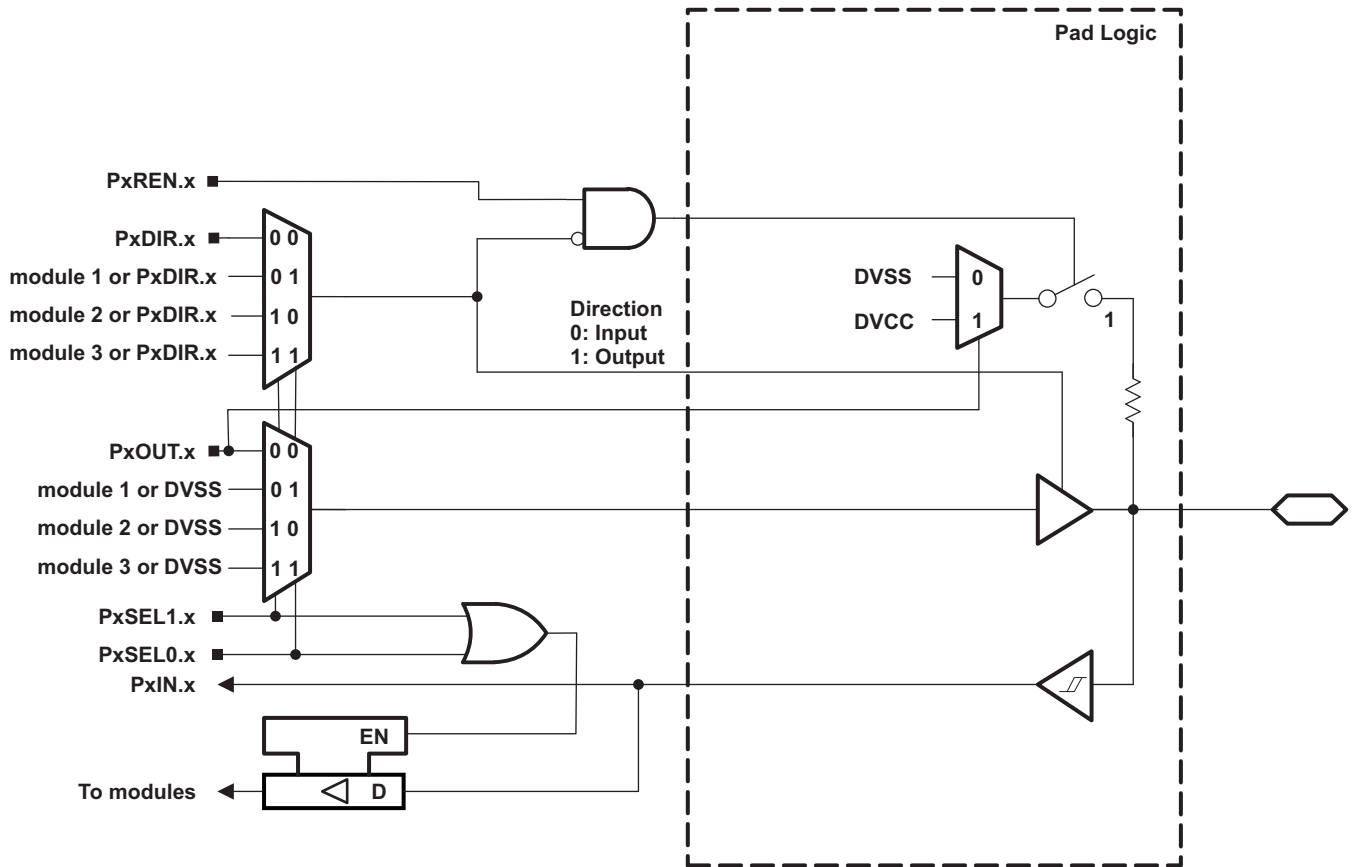 Pad Logic
PxREN.x
PxDIR.x
0 0
module 1 or PxDIR.x
0 1
module 2 or PxDIR.x
1 0
module 3 or PxDIR.x
1 1
Direction
0: Input
1: Output
DVSS
0
DVCC
1
1
PxOUT.x
0 0
module 1 or DVSS
0 1
module 2 or DVSS
1 0
module 3 or DVSS
1 1
PxSEL1.x
PxSEL0.x
PxIN.x
EN
To modules
D